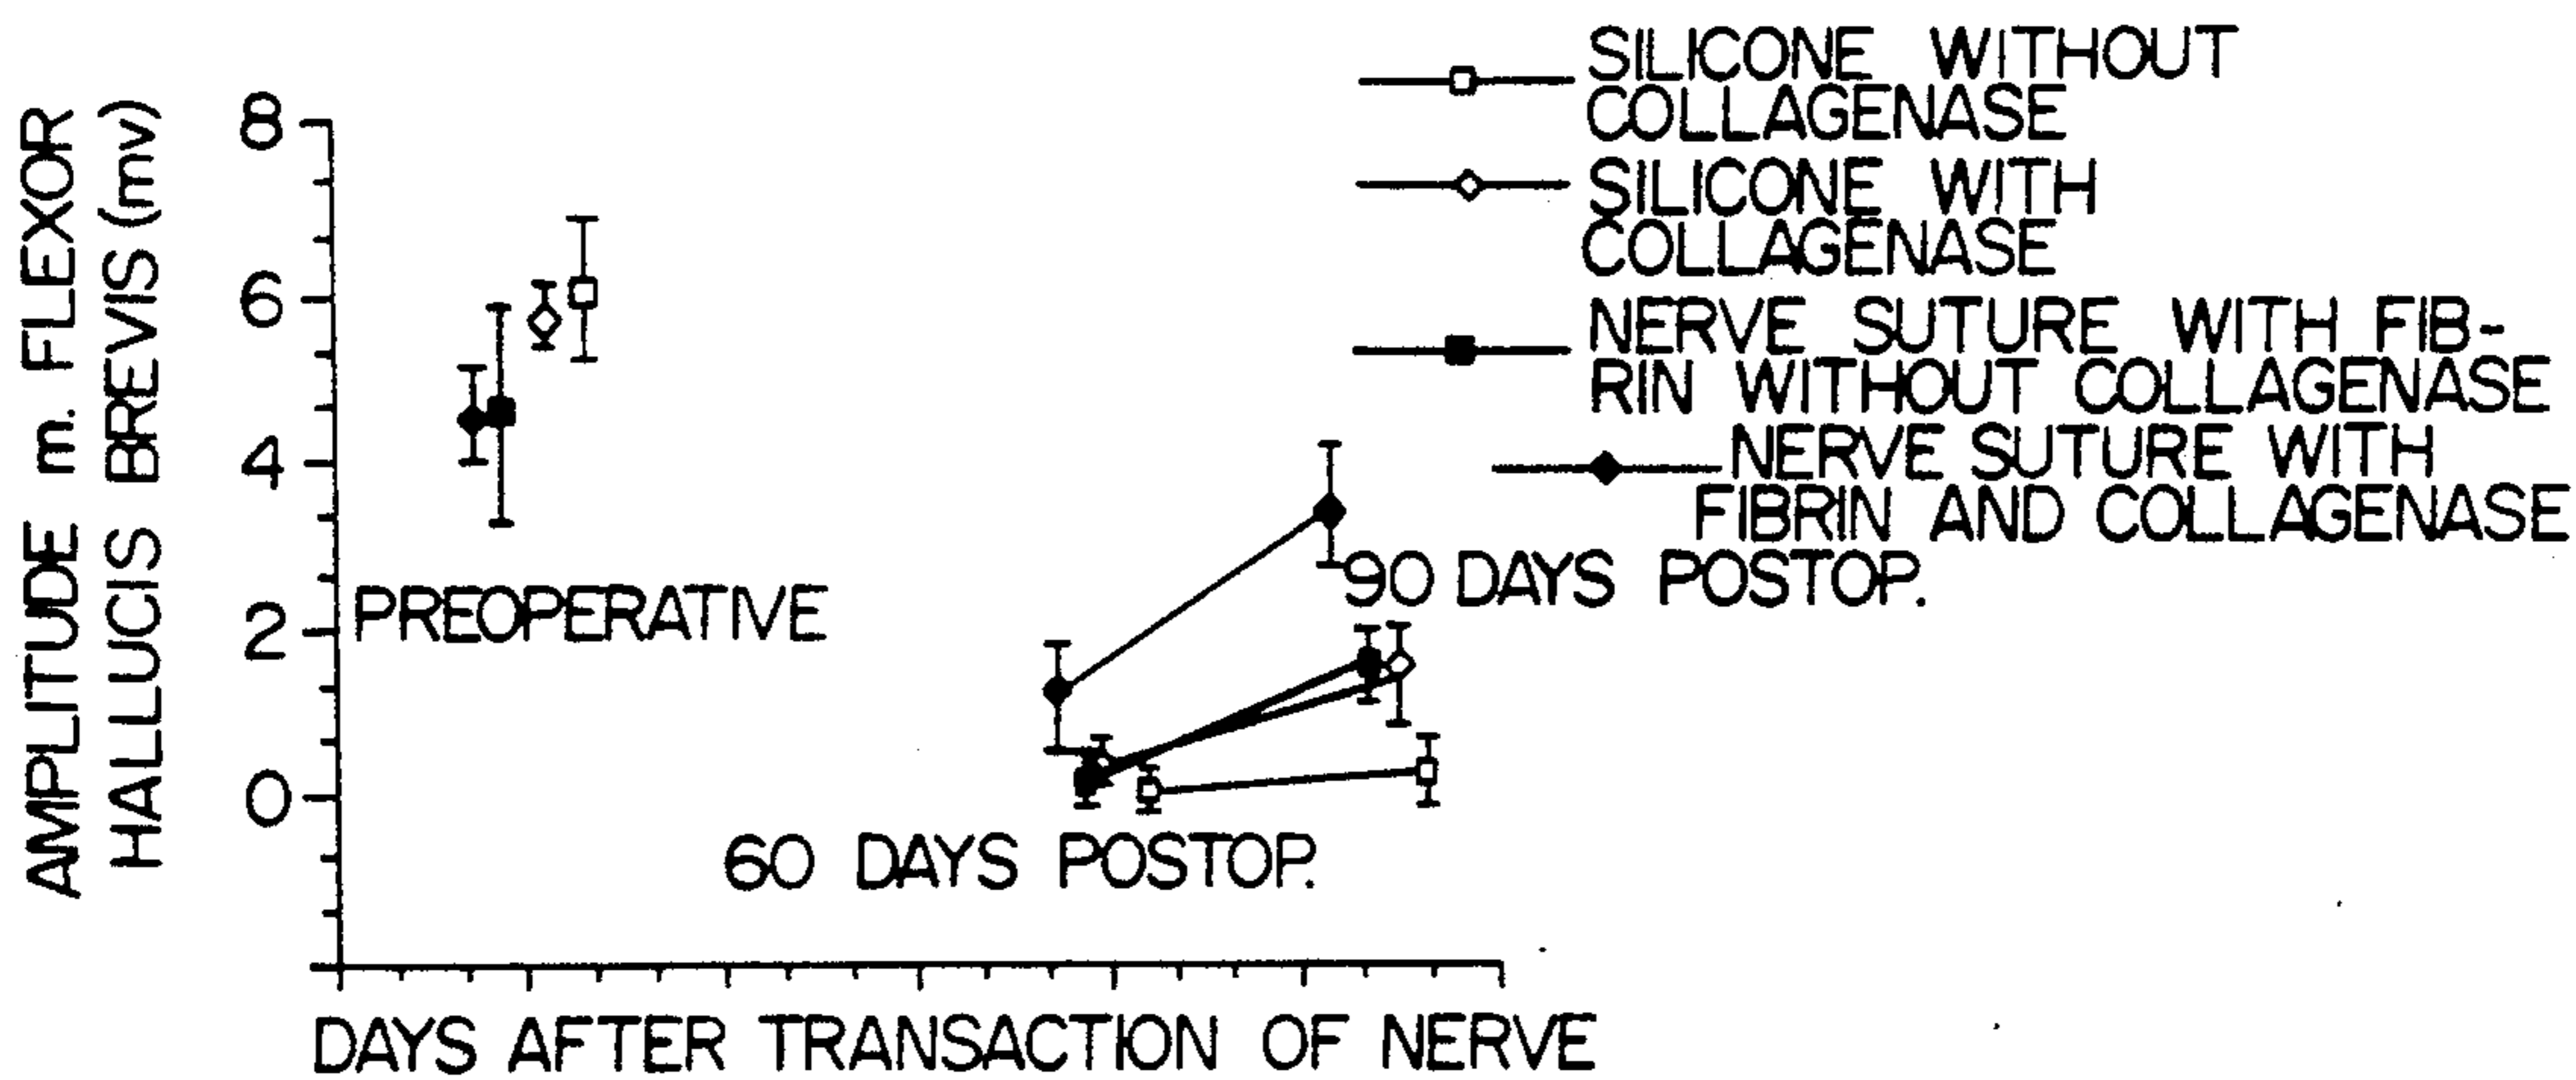 AMPLITUDE m. FLEXOR
HALLUCIS BREVIS (mv)
8
6
4
2
0
SILICONE WITHOUT
COLLAGENASE
SILICONE WITH
COLLAGENASE
NERVE SUTURE WITH FIB-
RIN WITHOUT COLLAGENASE
NERVE SUTURE WITH
FIBRIN AND COLLAGENASE
PREOPERATIVE
90 DAYS POSTOP.
60 DAYS POSTOP.
DAYS AFTER TRANSACTION OF NERVE